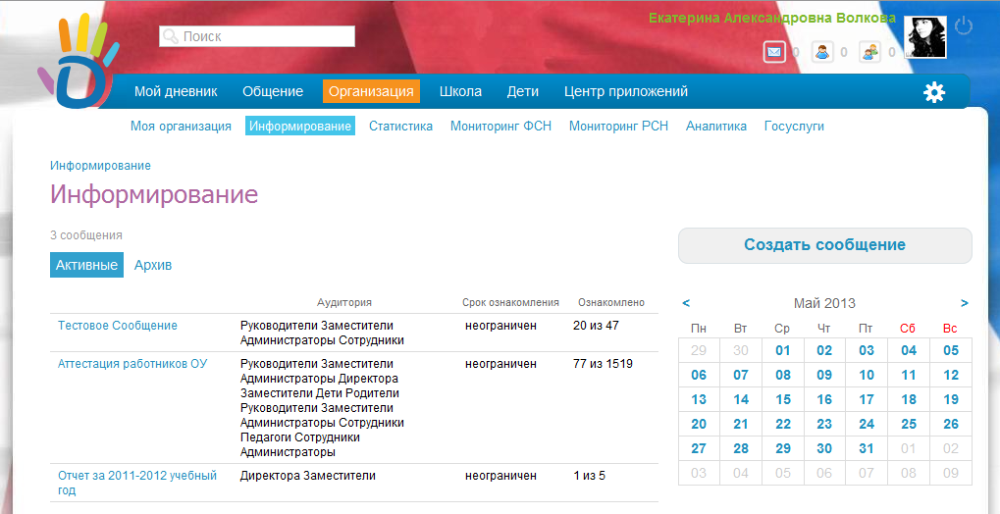 Екатерина Александровна Волкова
Поиск
0 0 0
Мой дневник Общение Организация Школа Дети Центр приложений
Моя организация Информирование Статистика Мониторинг ФСН Мониторинг РСН Аналитика Госуслуги
Информирование
Информирование
3 сообщения
Создать сообщение
Активные Архив
Аудитория Срок ознакомления Ознакомлено
Тестовое Сообщение Руководители Заместители неограничен 20 из 47
Администраторы Сотрудники
Аттестация работников ОУ Руководители Заместители неограничен 77 из 1519
Администраторы Директора
Заместители Дети Родители
Руководители Заместители
Администраторы Сотрудники
Педагоги Сотрудники
Администраторы
Отчет за 2011-2012 учебный Директора Заместители неограничен 1 из 5
год
< Май 2013 >
Пн Вт Ср Чт Пт Сб Вс
29 30 01 02 03 04 05
06 07 08 09 10 11 12
13 14 15 16 17 18 19
20 21 22 23 24 25 26
27 28 29 30 31 01 02
03 04 05 06 07 08 09